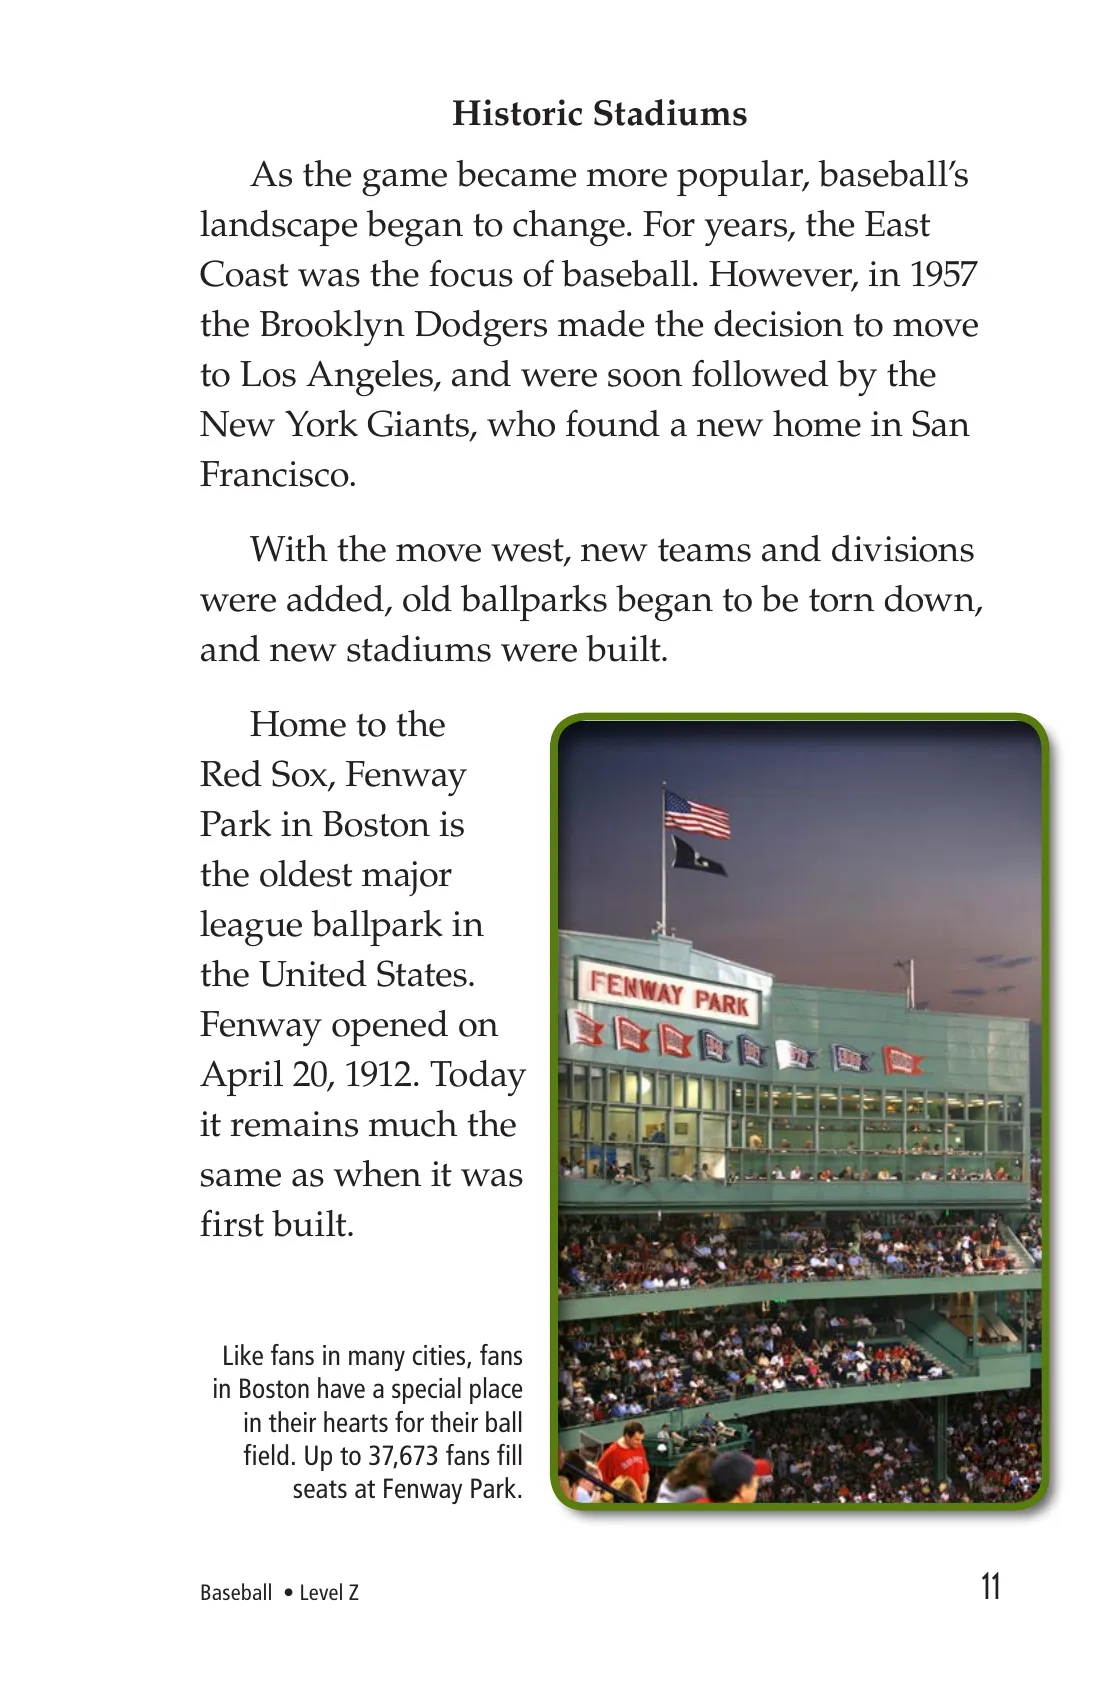 Historic Stadiums
As the game became more popular, baseball’s
landscape began to change. For years, the East
Coast was the focus of baseball. However, in 1957
the Brooklyn Dodgers made the decision to move
to Los Angeles, and were soon followed by the
New York Giants, who found a new home in San
Francisco.
With the move west, new teams and divisions
were added, old ballparks began to be torn down,
and new stadiums were built.
Home to the
Red Sox, Fenway
Park in Boston is
the oldest major
league ballpark in
the United States.
Fenway opened on
April 20, 1912. Today
it remains much the
same as when it was
first built.
FENWAY PARK
Like fans in many cities, fans
in Boston have a special place
in their hearts for their ball
field. Up to 37,673 fans fill
seats at Fenway Park.
Baseball • Level Z
11